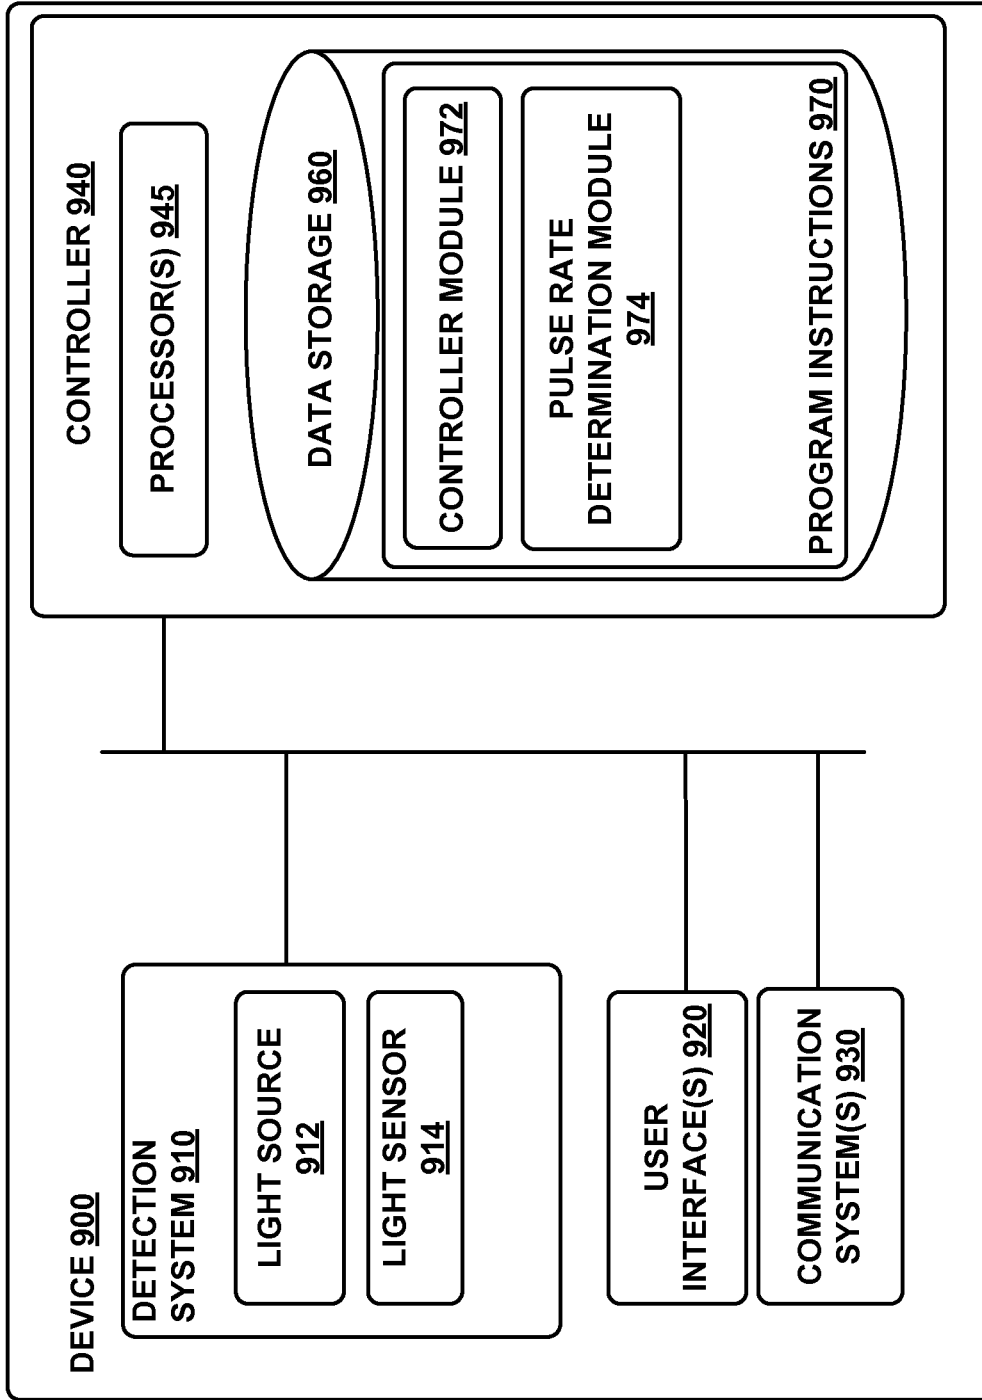 DEVICE 900
DETECTION
SYSTEM 910
LIGHT SOURCE
912
LIGHT SENSOR
914
USER
INTERFACE(S) 920
COMMUNICATION
SYSTEM(S) 930
CONTROLLER 940
PROCESSOR(S) 945
DATA STORAGE 960
CONTROLLER MODULE 972
PULSE RATE
DETERMINATION MODULE
974
PROGRAM INSTRUCTIONS 970